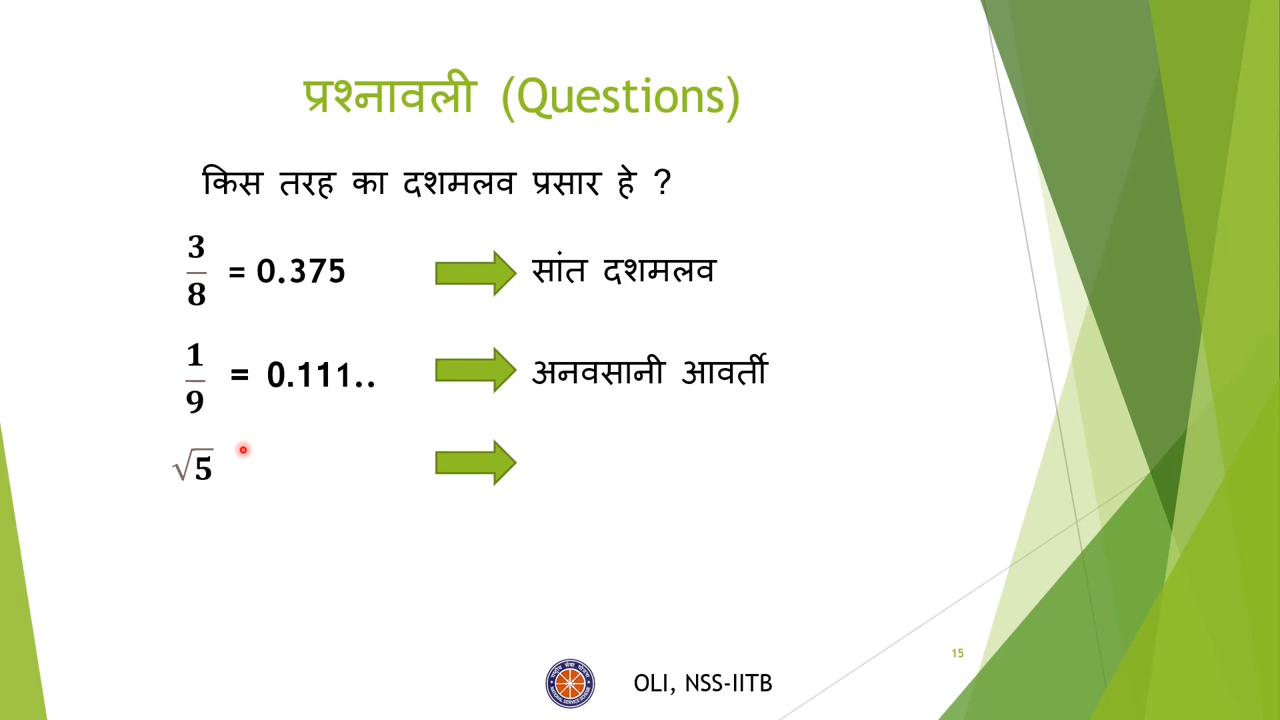 प्रश्नावली (Questions)
किस तरह का दशमलव प्रसार हे ?
3/8 = 0.375 सांत दशमलव
1/9 = 0.111.. अनवसानी आवर्ती
√5
15
OLI, NSS-IITB